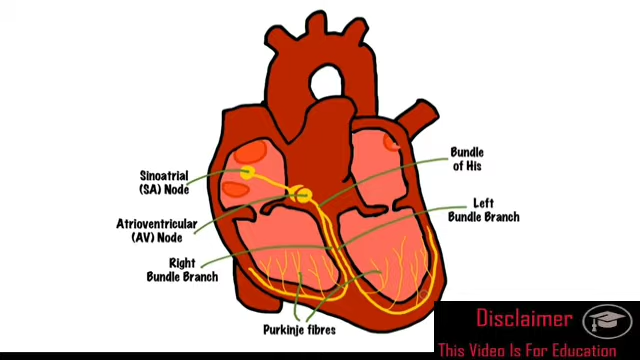 Sinoatrial
(SA) Node
Atrioventricular
(AV) Node
Right
Bundle Branch
Purkinje fibres
Bundle
of His
Left
Bundle Branch
Disclaimer
This Video Is For Education